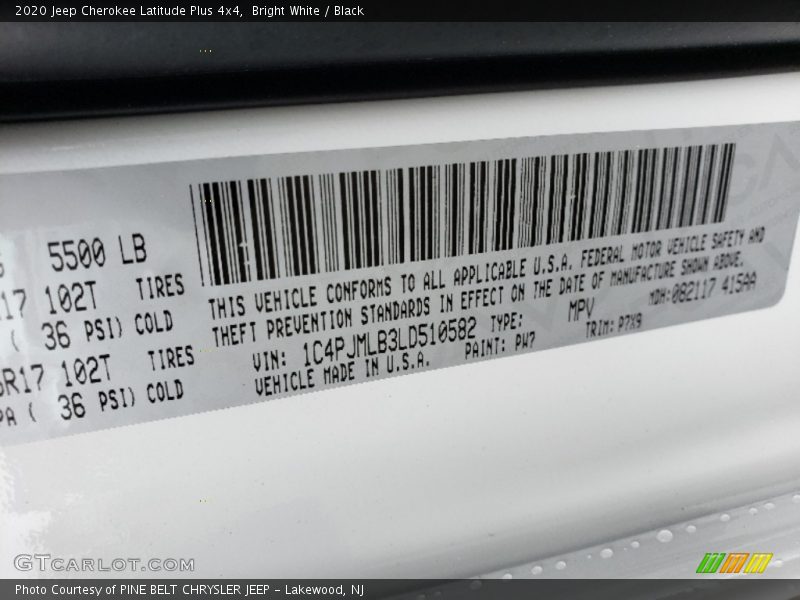 2020 Jeep Cherokee Latitude Plus 4x4,  Bright White / Black
5500 LB
R17 102T TIRES
( 36 PSI) COLD
R17 102T TIRES
PA ( 36 PSI) COLD
THIS VEHICLE CONFORMS TO ALL APPLICABLE U.S.A. FEDERAL MOTOR VEHICLE SAFETY AND
THEFT PREVENTION STANDARDS IN EFFECT ON THE DATE OF MANUFACTURE SHOWN ABOVE.
VIN: 1C4PJMLB3LD510582 TYPE: MPV MDH:082117 415AA
VEHICLE MADE IN U.S.A. PAINT: PW7 TRIM: P7X9
GTCARLOT.COM
Photo Courtesy of PINE BELT CHRYSLER JEEP – Lakewood, NJ